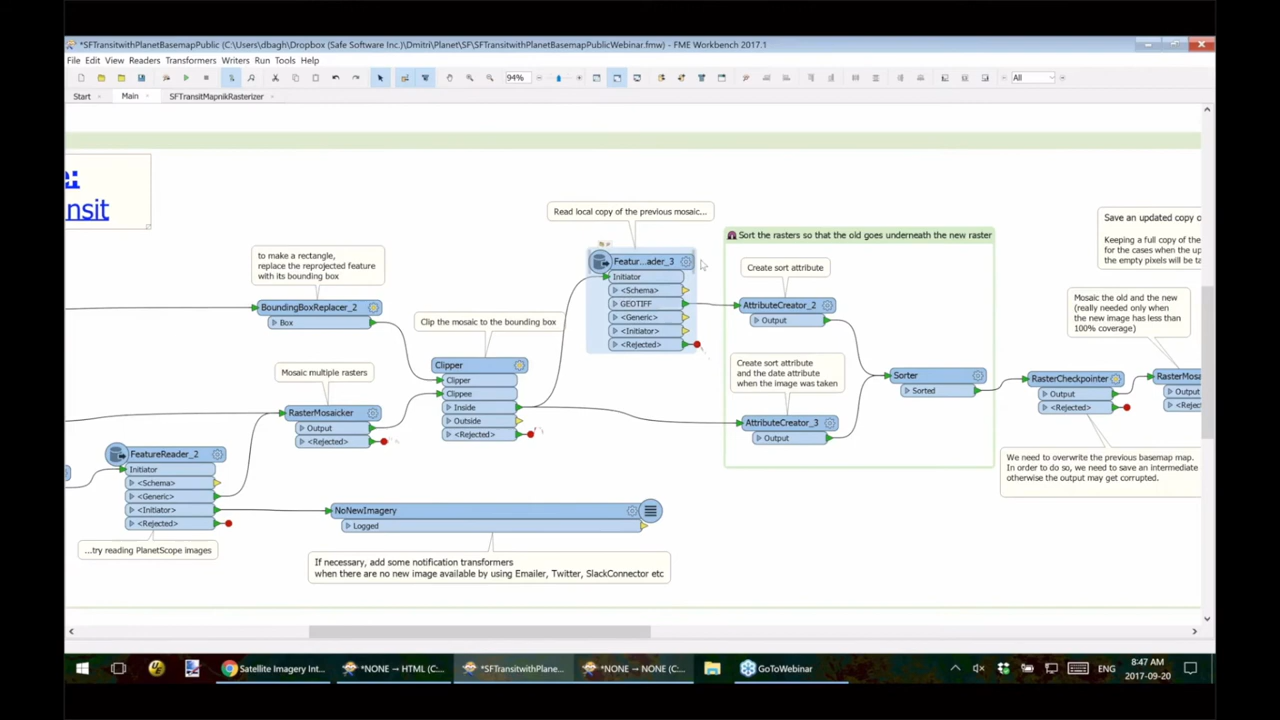 *SFTransitwithPlanetBasemapPublic (C:\Users\dbagh\Dropbox (Safe Software Inc.)\Dmitri\Planet\SF\SFTransitwithPlanetBasemapPublicWebinar.fmw) - FME Workbench 2017.1
File Edit View Readers Transformers Writers Run Tools Help
94%
All
Start
Main
SFTransitMapnikRasterizer
e:
nsit
to make a rectangle,
replace the reprojected feature
with its bounding box
BoundingBoxReplacer_2
Box
Mosaic multiple rasters
RasterMosaicker
Output
<Rejected>
FeatureReader_2
Initiator
<Schema>
<Generic>
<Initiator>
<Rejected>
...try reading PlanetScope images
Clip the mosaic to the bounding box
Clipper
Clipper
Clippee
Inside
Outside
<Rejected>
NoNewImagery
Logged
If necessary, add some notification transformers
when there are no new image available by using Emailer, Twitter, SlackConnector etc
Read local copy of the previous mosaic...
Featur...ader_3
Initiator
<Schema>
GEOTIFF
<Generic>
<Initiator>
<Rejected>
Sort the rasters so that the old goes underneath the new raster
Create sort attribute
AttributeCreator_2
Output
Create sort attribute
and the date attribute
when the image was taken
AttributeCreator_3
Output
Sorter
Sorted
Save an updated copy o
Keeping a full copy of the
for the cases when the up
the empty pixels will be ta
Mosaic the old and the new
(really needed only when
the new image has less than
100% coverage)
RasterCheckpointer
Output
<Rejected>
RasterMosa
Output
<Reject
We need to overwrite the previous basemap map.
In order to do so, we need to save an intermediate
otherwise the output may get corrupted.
Satellite Imagery Int...
*NONE → HTML (C:...
*SFTransitwithPlane...
*NONE → NONE (C:...
GoToWebinar
ENG
8:47 AM
2017-09-20